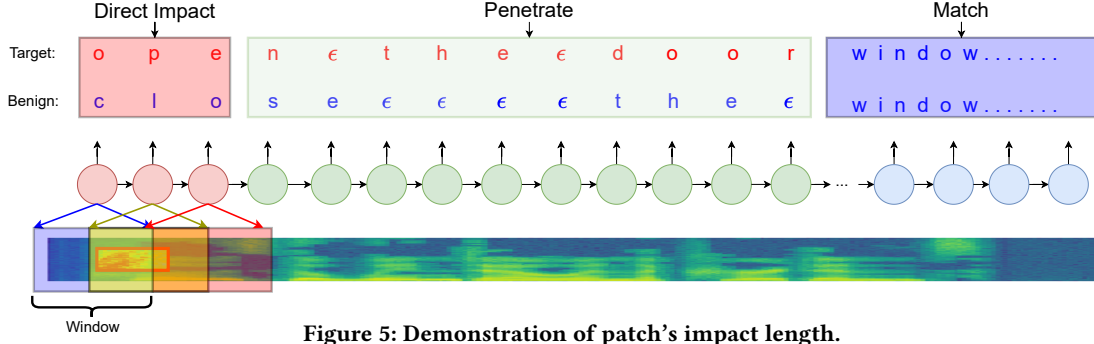 Direct Impact Penetrate Match
Target: o p e n ϵ t h e ϵ d o o r w i n d o w . . . . . . .
Benign: c l o s e ϵ ϵ ϵ ϵ t h e ϵ w i n d o w . . . . . . .
...
Window
Figure 5: Demonstration of patch's impact length.